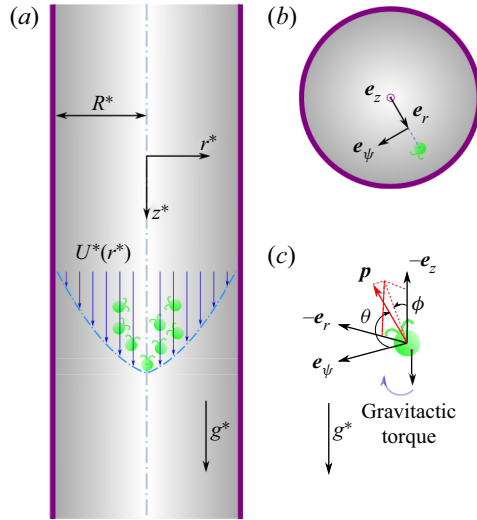 (a)
R*
r*
z*
U*(r*)
g*
(b)
e_z
e_r
e_ψ
(c)
p
−e_z
θ
ϕ
−e_r
e_ψ
g*
Gravitactic
torque